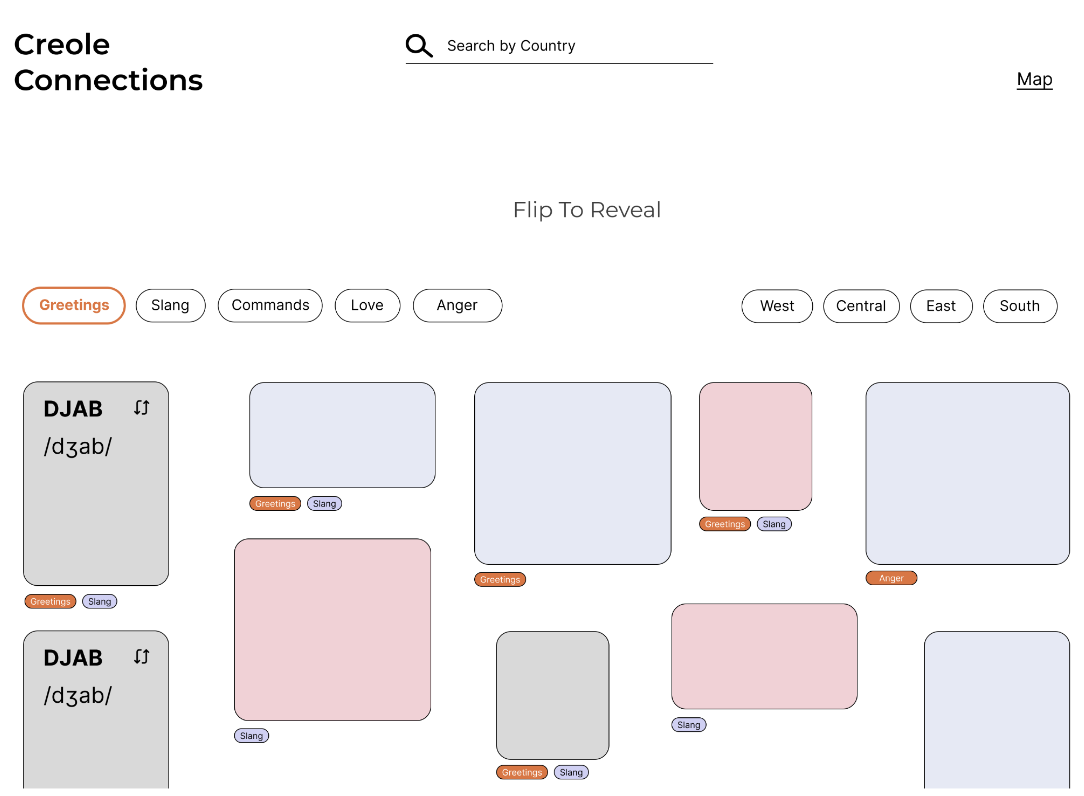 Creole
Connections
Search by Country
Map
Flip To Reveal
Greetings Slang Commands Love Anger West Central East South
DJAB
/dʒab/
Greetings Slang
Greetings Slang
Greetings
Greetings Slang
Anger
DJAB
/dʒab/
Slang
Greetings Slang
Slang